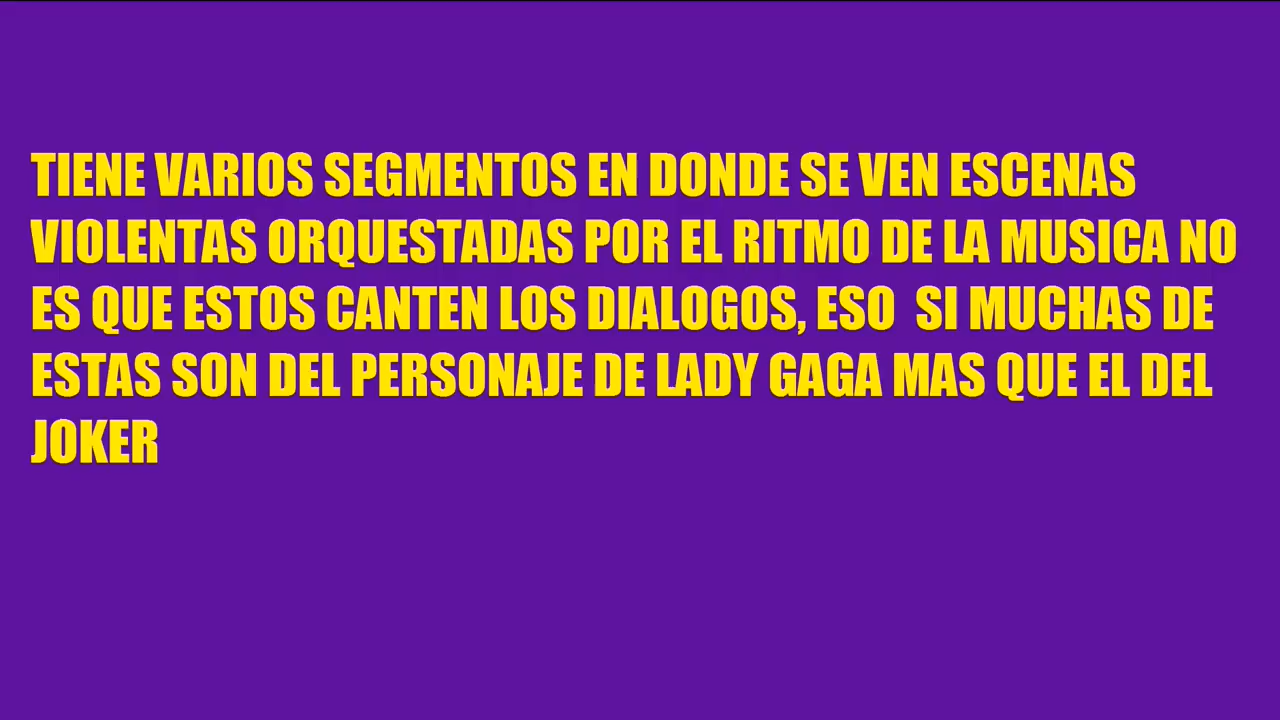 TIENE VARIOS SEGMENTOS EN DONDE SE VEN ESCENAS
VIOLENTAS ORQUESTADAS POR EL RITMO DE LA MUSICA NO
ES QUE ESTOS CANTEN LOS DIALOGOS, ESO  SI MUCHAS DE
ESTAS SON DEL PERSONAJE DE LADY GAGA MAS QUE EL DEL
JOKER